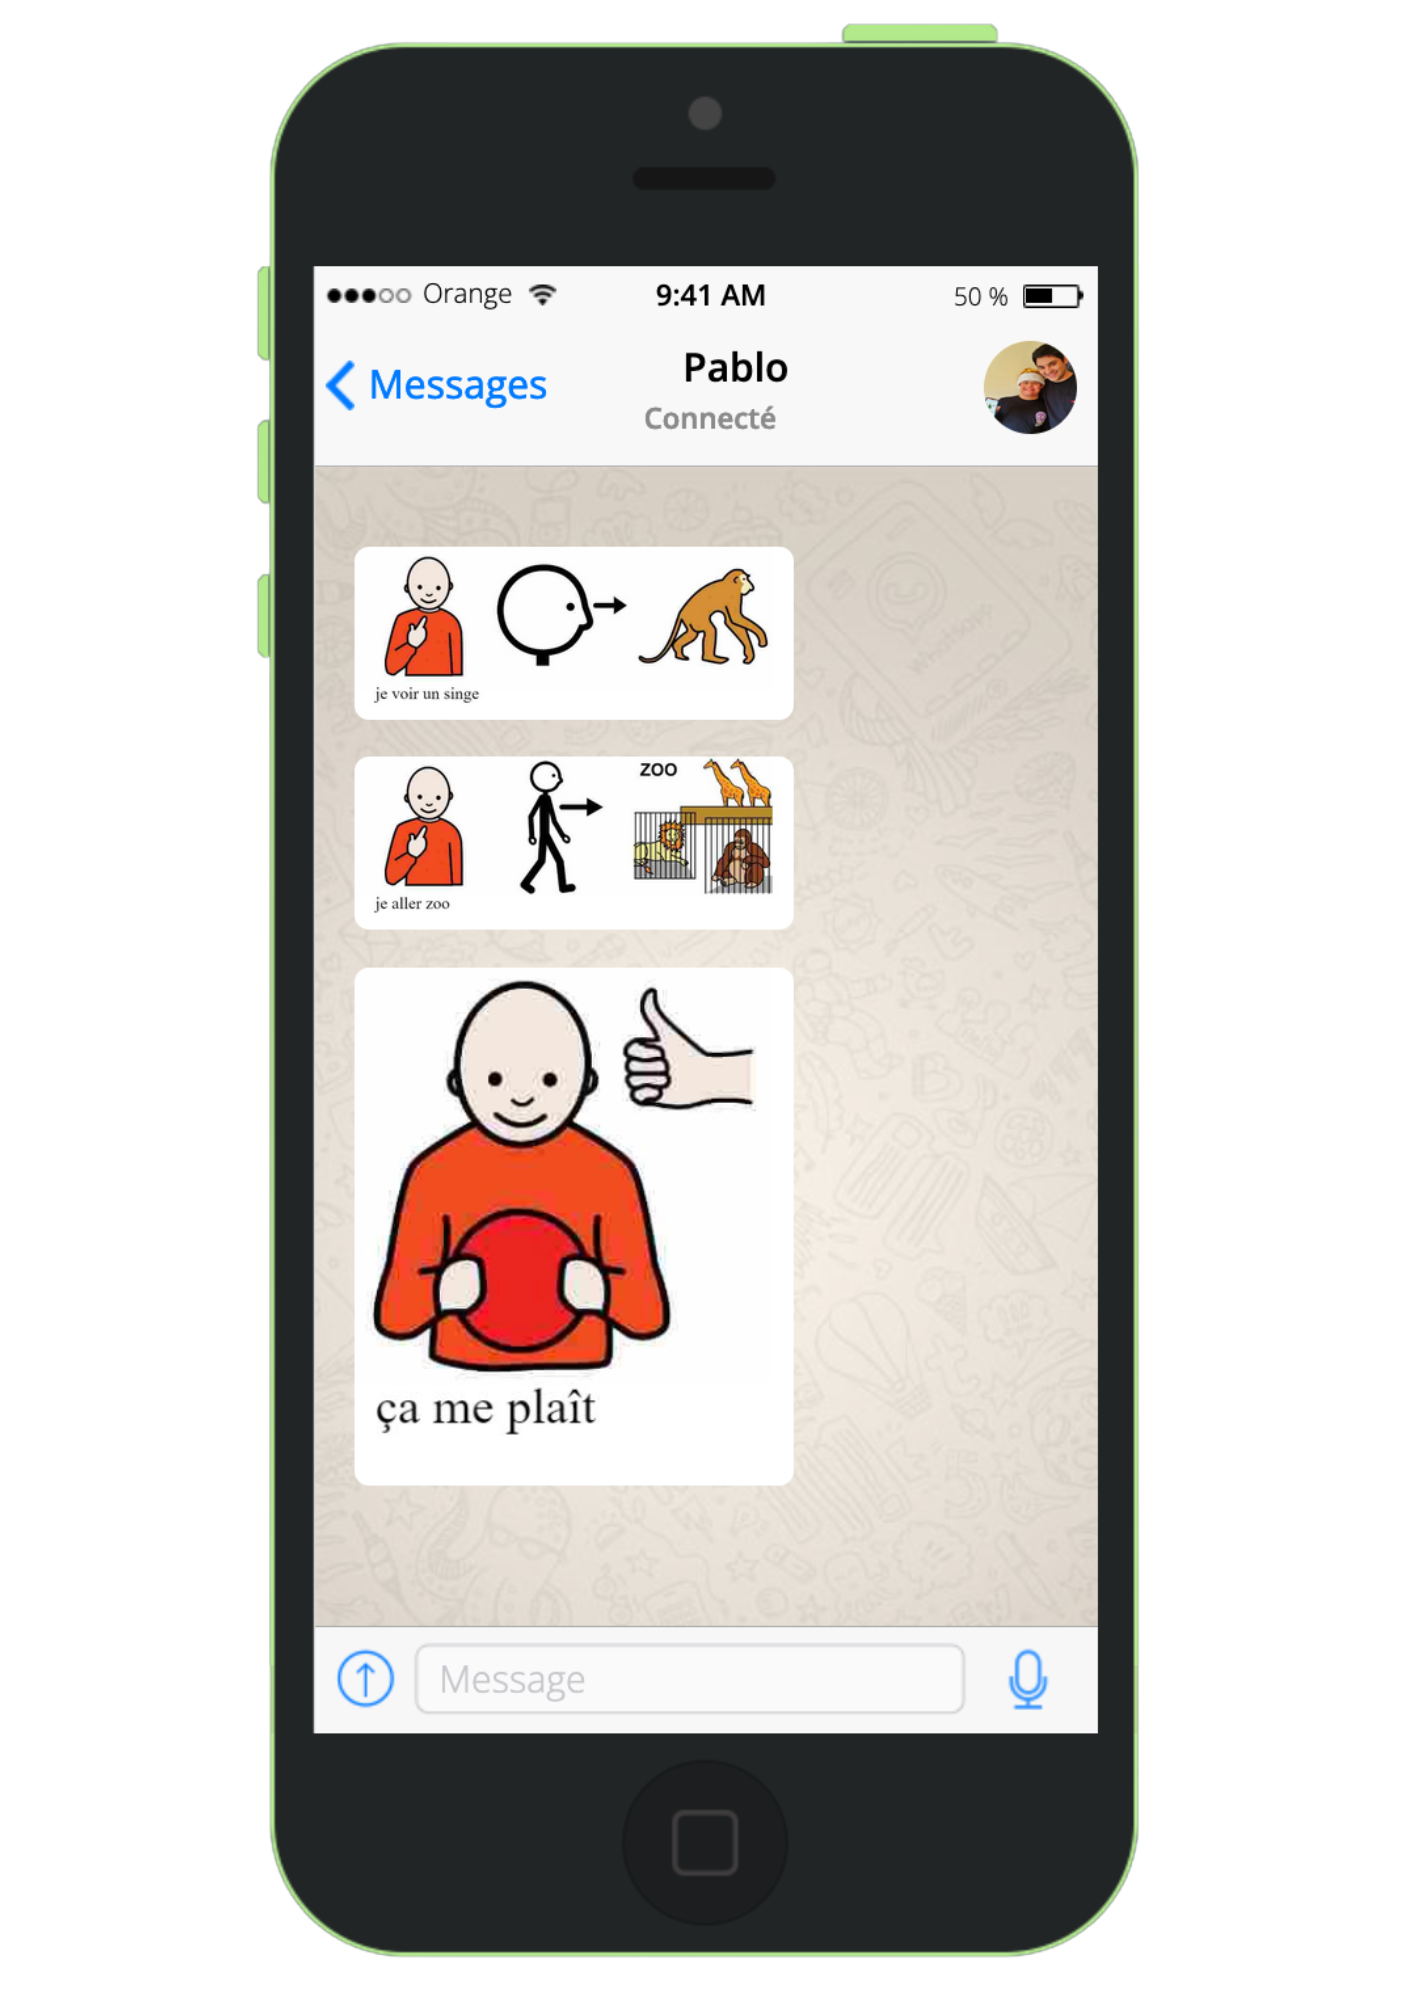 Orange 9:41 AM 50 %
Messages Pablo
Connecté
je voir un singe
ZOO
je aller zoo
ça me plaît
Message
WhatsApp